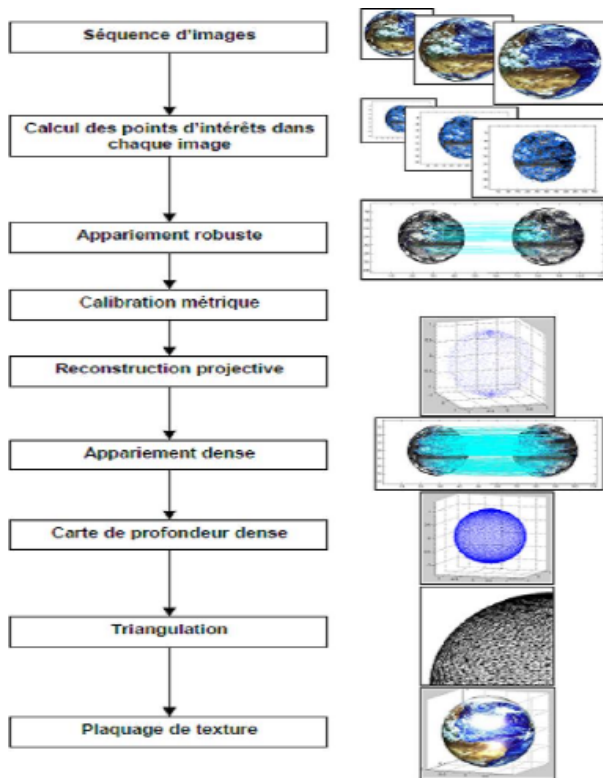 Séquence d'images
Calcul des points d'intérêts dans
chaque image
Appariement robuste
Calibration métrique
Reconstruction projective
Appariement dense
Carte de profondeur dense
Triangulation
Plaquage de texture